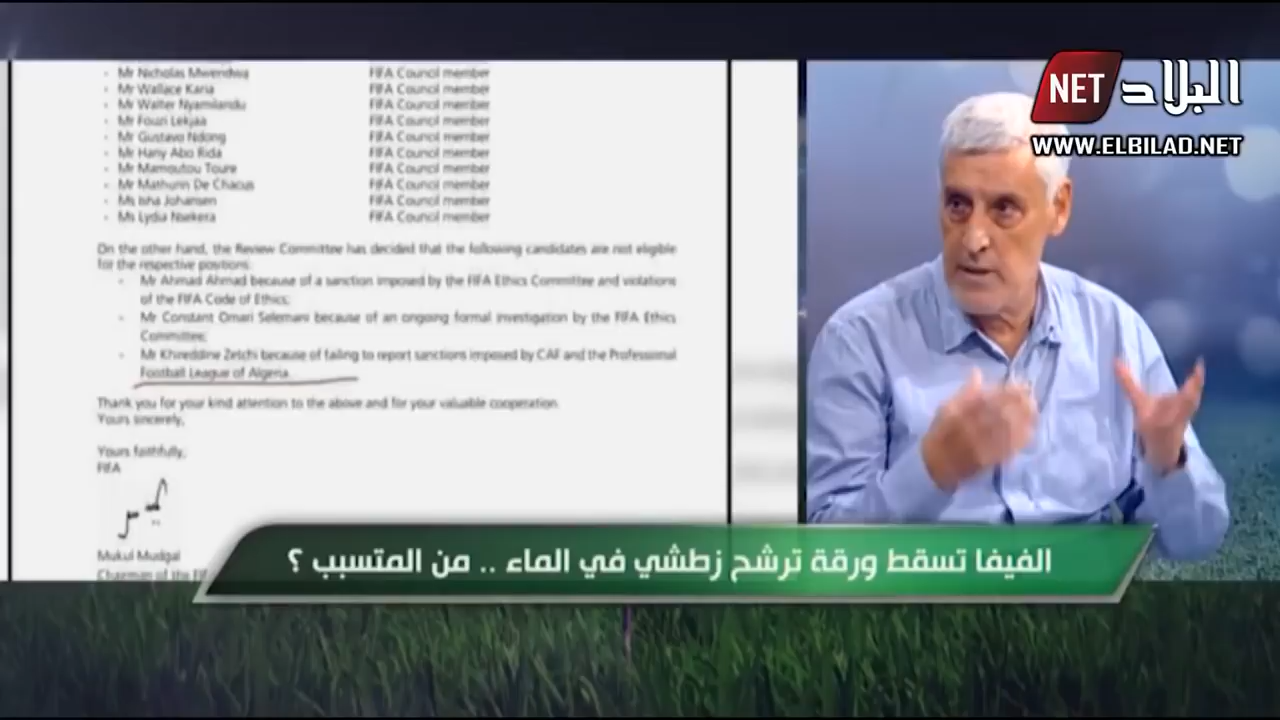 Mr Nicholas Mwendwa FIFA Council member
Mr Wallace Karia FIFA Council member
Mr Walter Nyamilandu FIFA Council member
Mr Fouzi Lekjaa FIFA Council member
Mr Gustavo Ndong FIFA Council member
Mr Hany Abo Rida FIFA Council member
Mr Mamoutou Toure FIFA Council member
Mr Mathurin De Chacus FIFA Council member
Ms Isha Johansen FIFA Council member
Ms Lydia Nsekera FIFA Council member
On the other hand, the Review Committee has decided that the following candidates are not eligible
for the respective positions:
Mr Ahmad Ahmad because of a sanction imposed by the FIFA Ethics Committee and violations
of the FIFA Code of Ethics;
Mr Constant Omari Selemani because of an ongoing formal investigation by the FIFA Ethics
Committee;
Mr Khireddine Zetchi because of failing to report sanctions imposed by CAF and the Professional
Football League of Algeria.
Thank you for your kind attention to the above and for your valuable cooperation.
Yours sincerely,
Yours faithfully,
FIFA
Mukul Mudgal
Chairman of the FIF
البلاد NET
WWW.ELBILAD.NET
الفيفا تسقط ورقة ترشح زطشي في الماء .. من المتسبب ؟